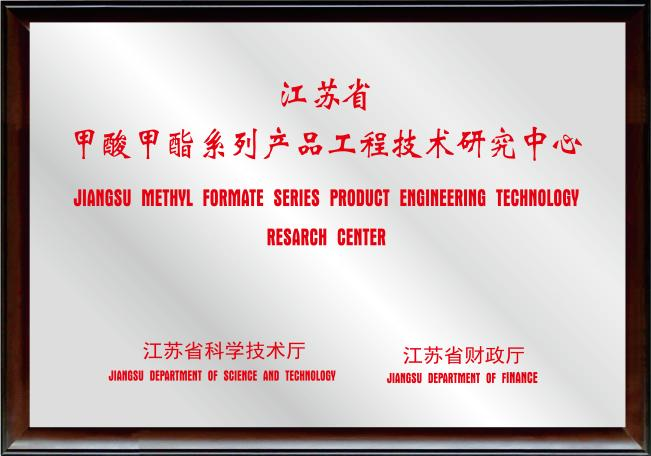 江苏省
甲酸甲酯系列产品工程技术研究中心
JIANGSU METHYL FORMATE SERIES PRODUCT ENGINEERING TECHNOLOGY
RESARCH CENTER
江苏省科学技术厅
JIANGSU DEPARTMENT OF SCIENCE AND TECHNOLOGY
江苏省财政厅
JIANGSU DEPARTMENT OF FINANCE